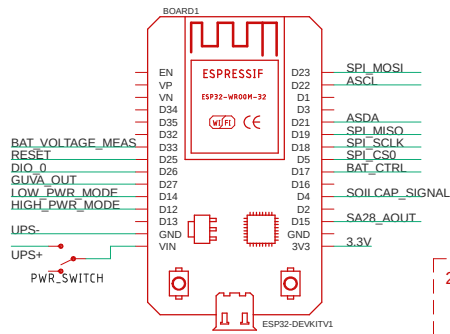 BOARD1
ESPRESSIF
ESP32-WROOM-32
WiFi CE
EN
VP
VN
D34
D35
D32
BAT_VOLTAGE_MEAS D33
RESET D25
DIO_0 D26
GUVA_OUT D27
LOW_PWR_MODE D14
HIGH_PWR_MODE D12
D13
UPS- GND
VIN
UPS+
PWR_SWITCH
D23 SPI_MOSI
D22 ASCL
D1
D3
D21 ASDA
D19 SPI_MISO
D18 SPI_SCLK
D5 SPI_CS0
D17 BAT_CTRL
D16
D4 SOILCAP_SIGNAL
D2
D15 SA28_AOUT
GND
3V3 3.3V
ESP32-DEVKITV1
2